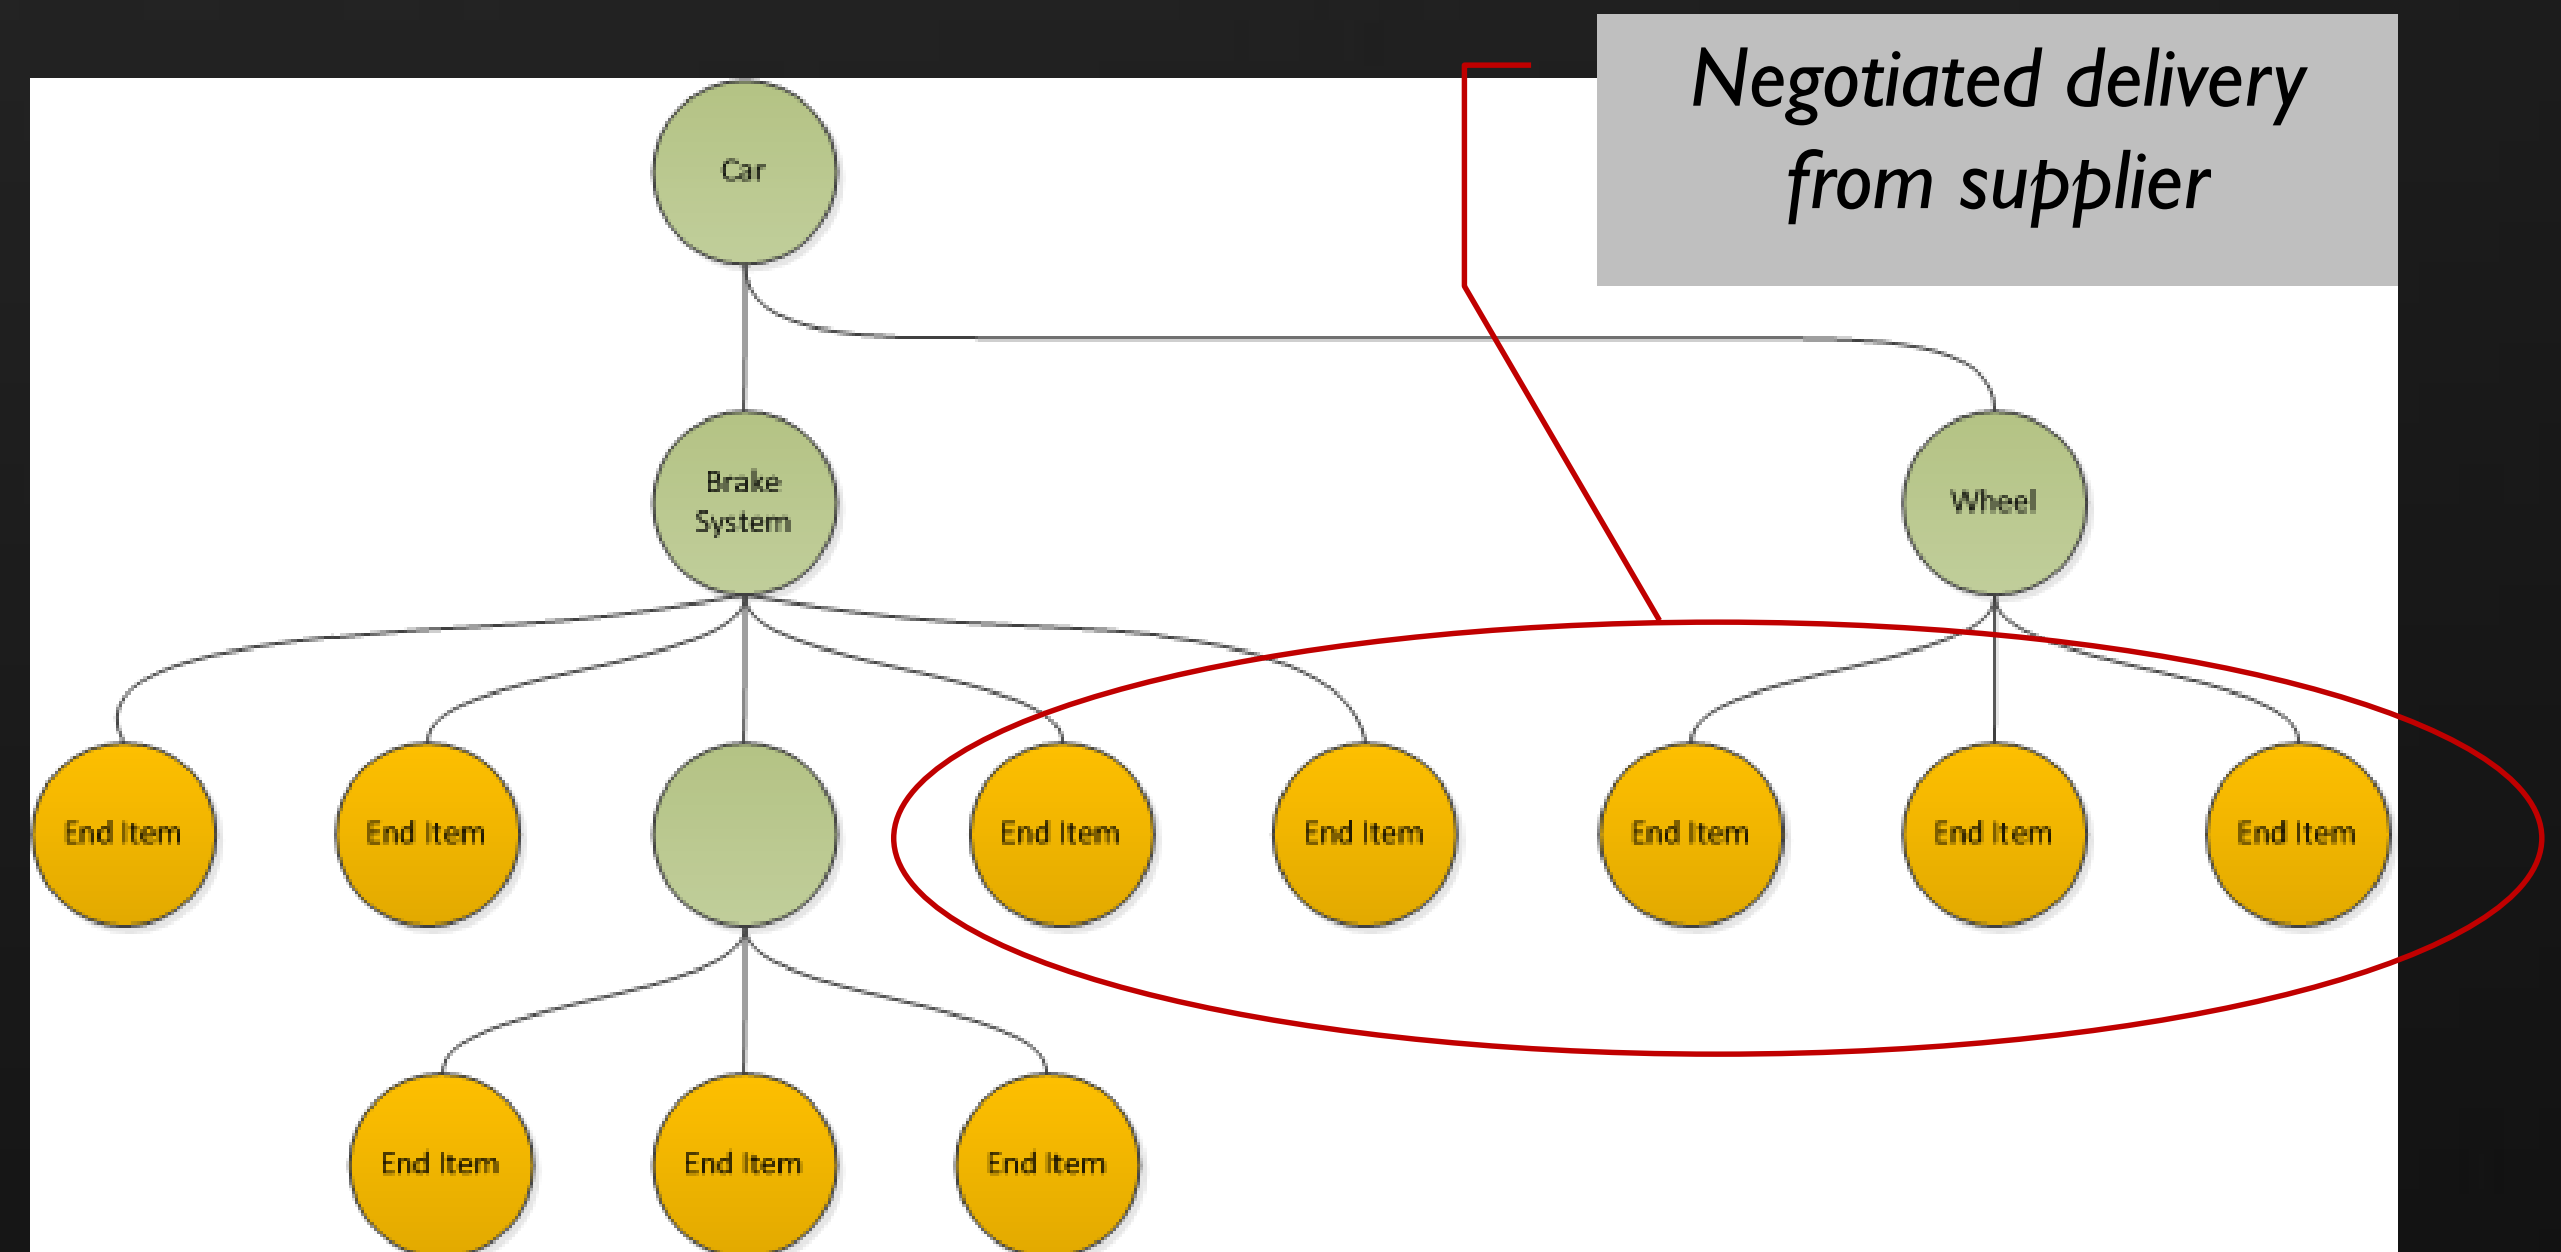 Negotiated delivery
from supplier
Car
Brake
System
Wheel
End Item
End Item
End Item
End Item
End Item
End Item
End Item
End Item
End Item
End Item